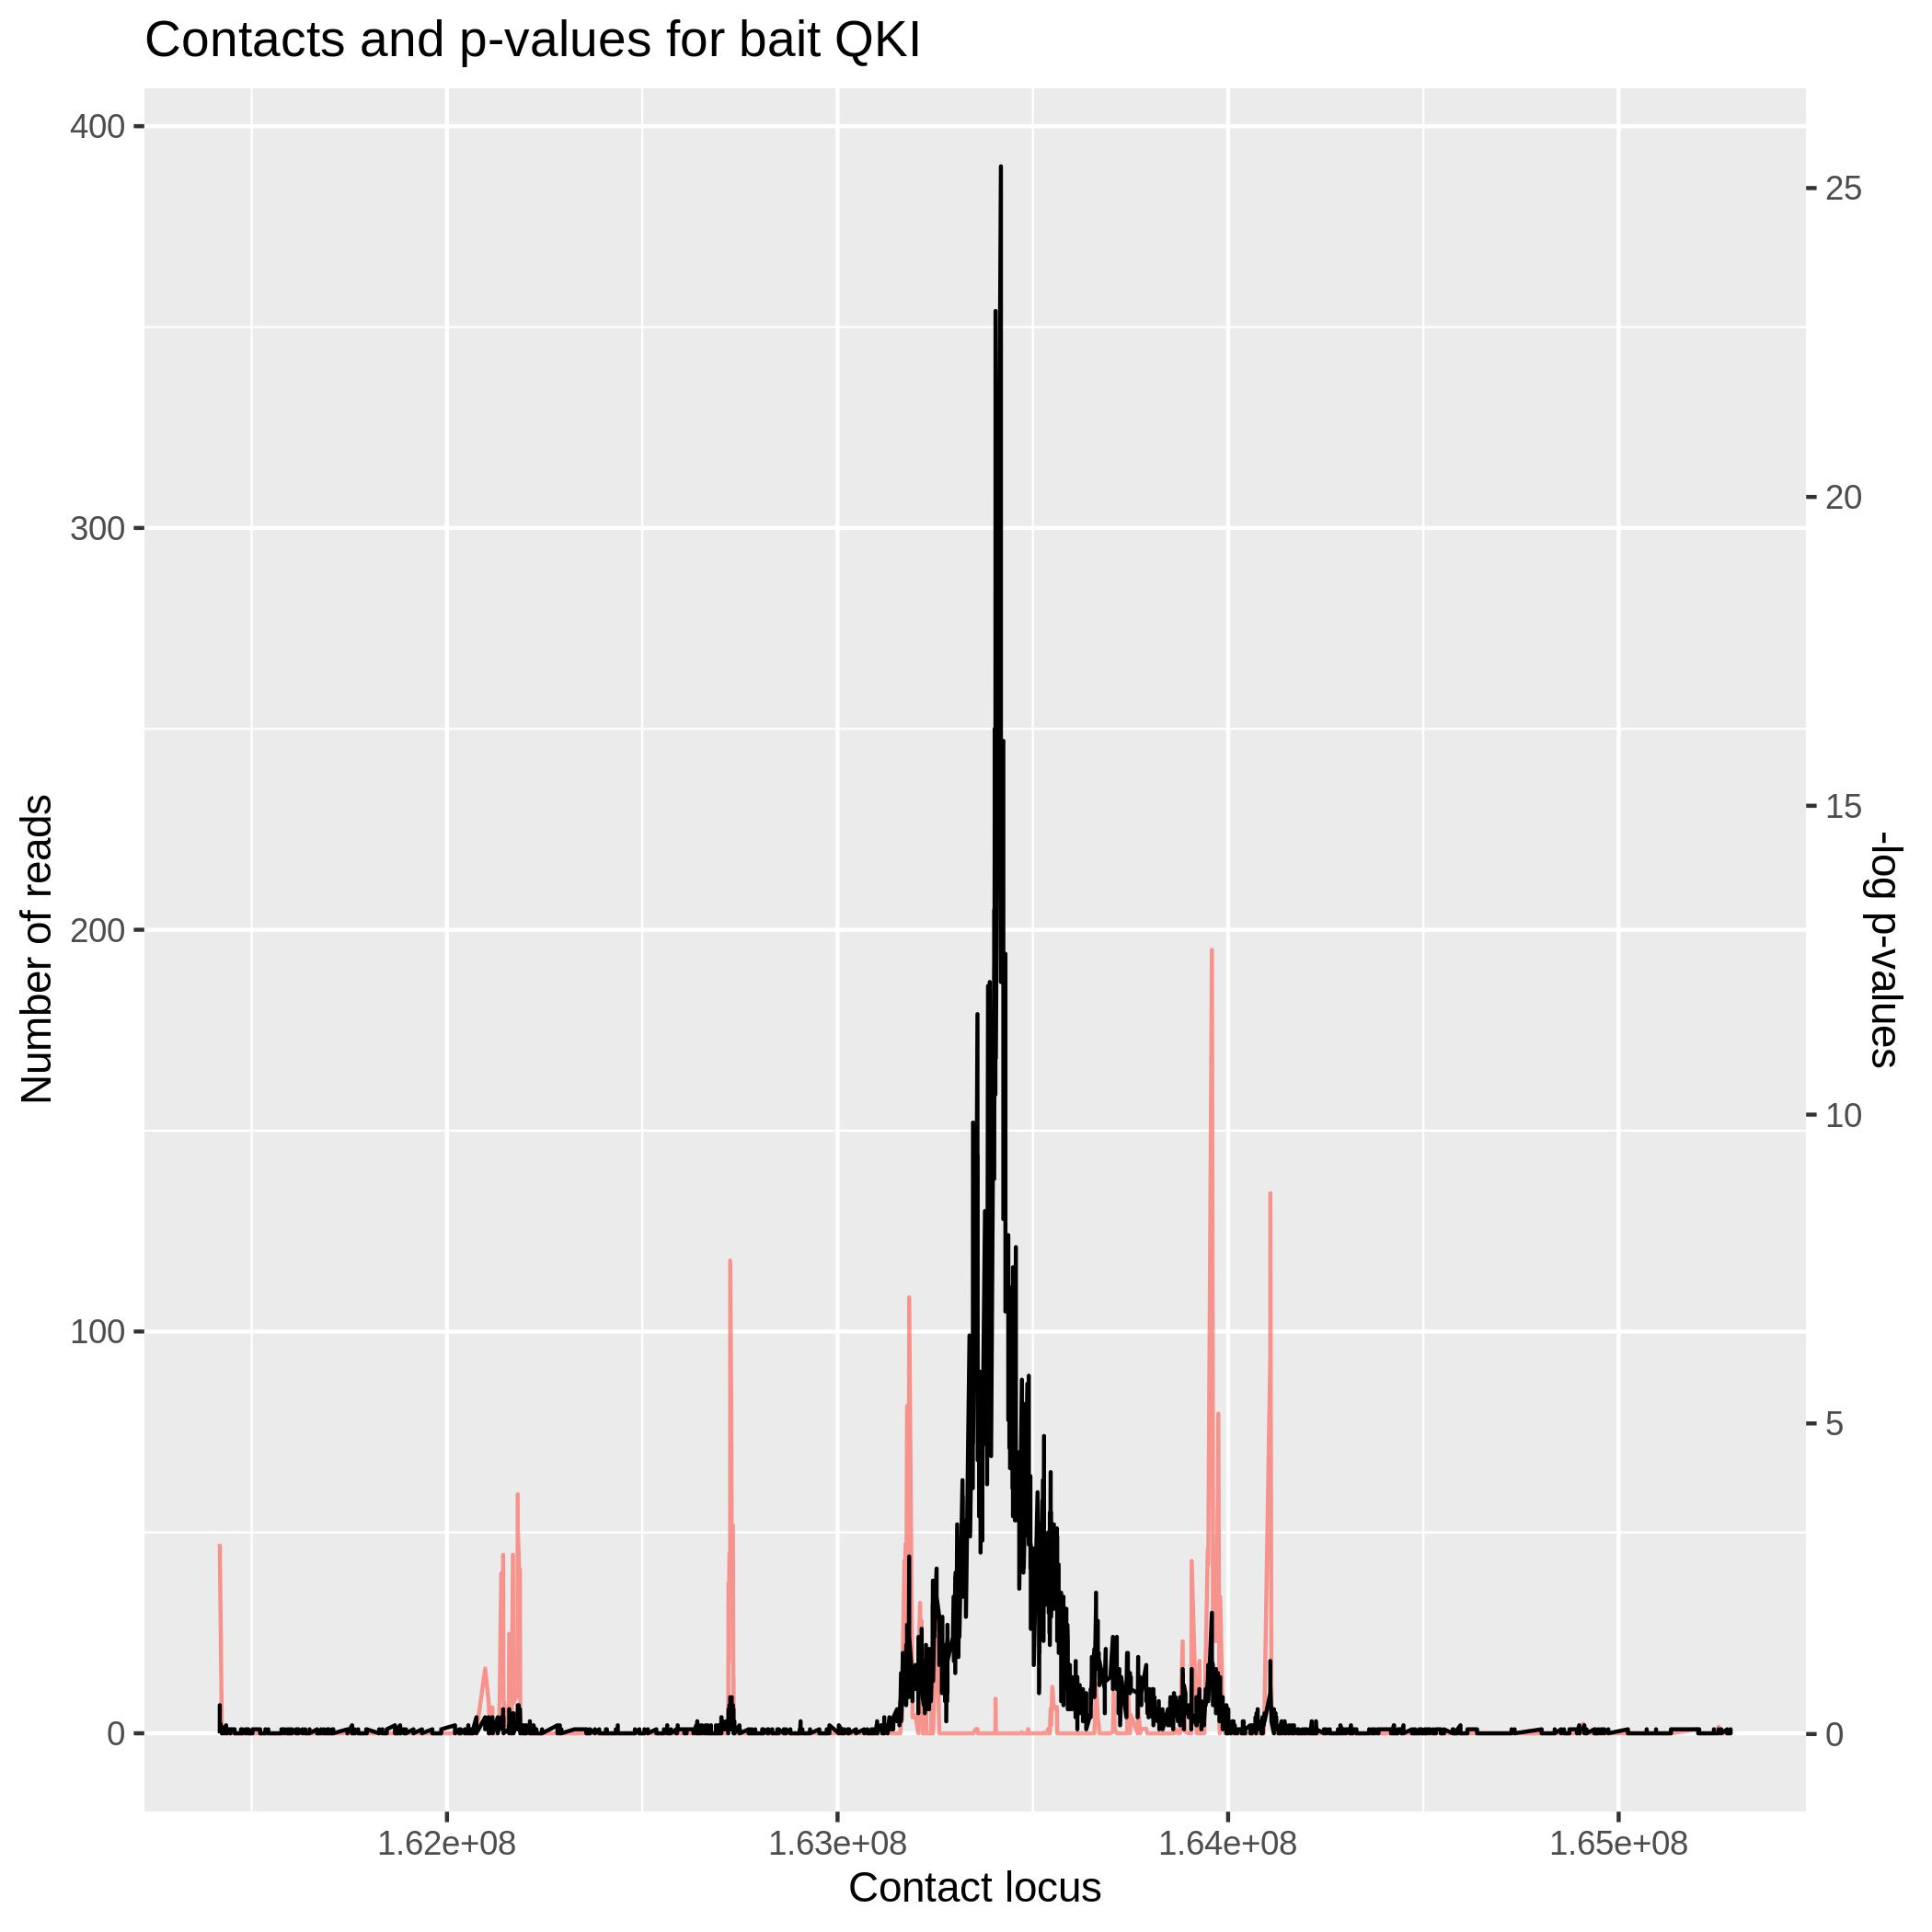 Contacts and p-values for bait QKI
400
300
200
100
0
Number of reads
25
20
15
10
5
0
-log p-values
1.62e+08
1.63e+08
1.64e+08
1.65e+08
Contact locus